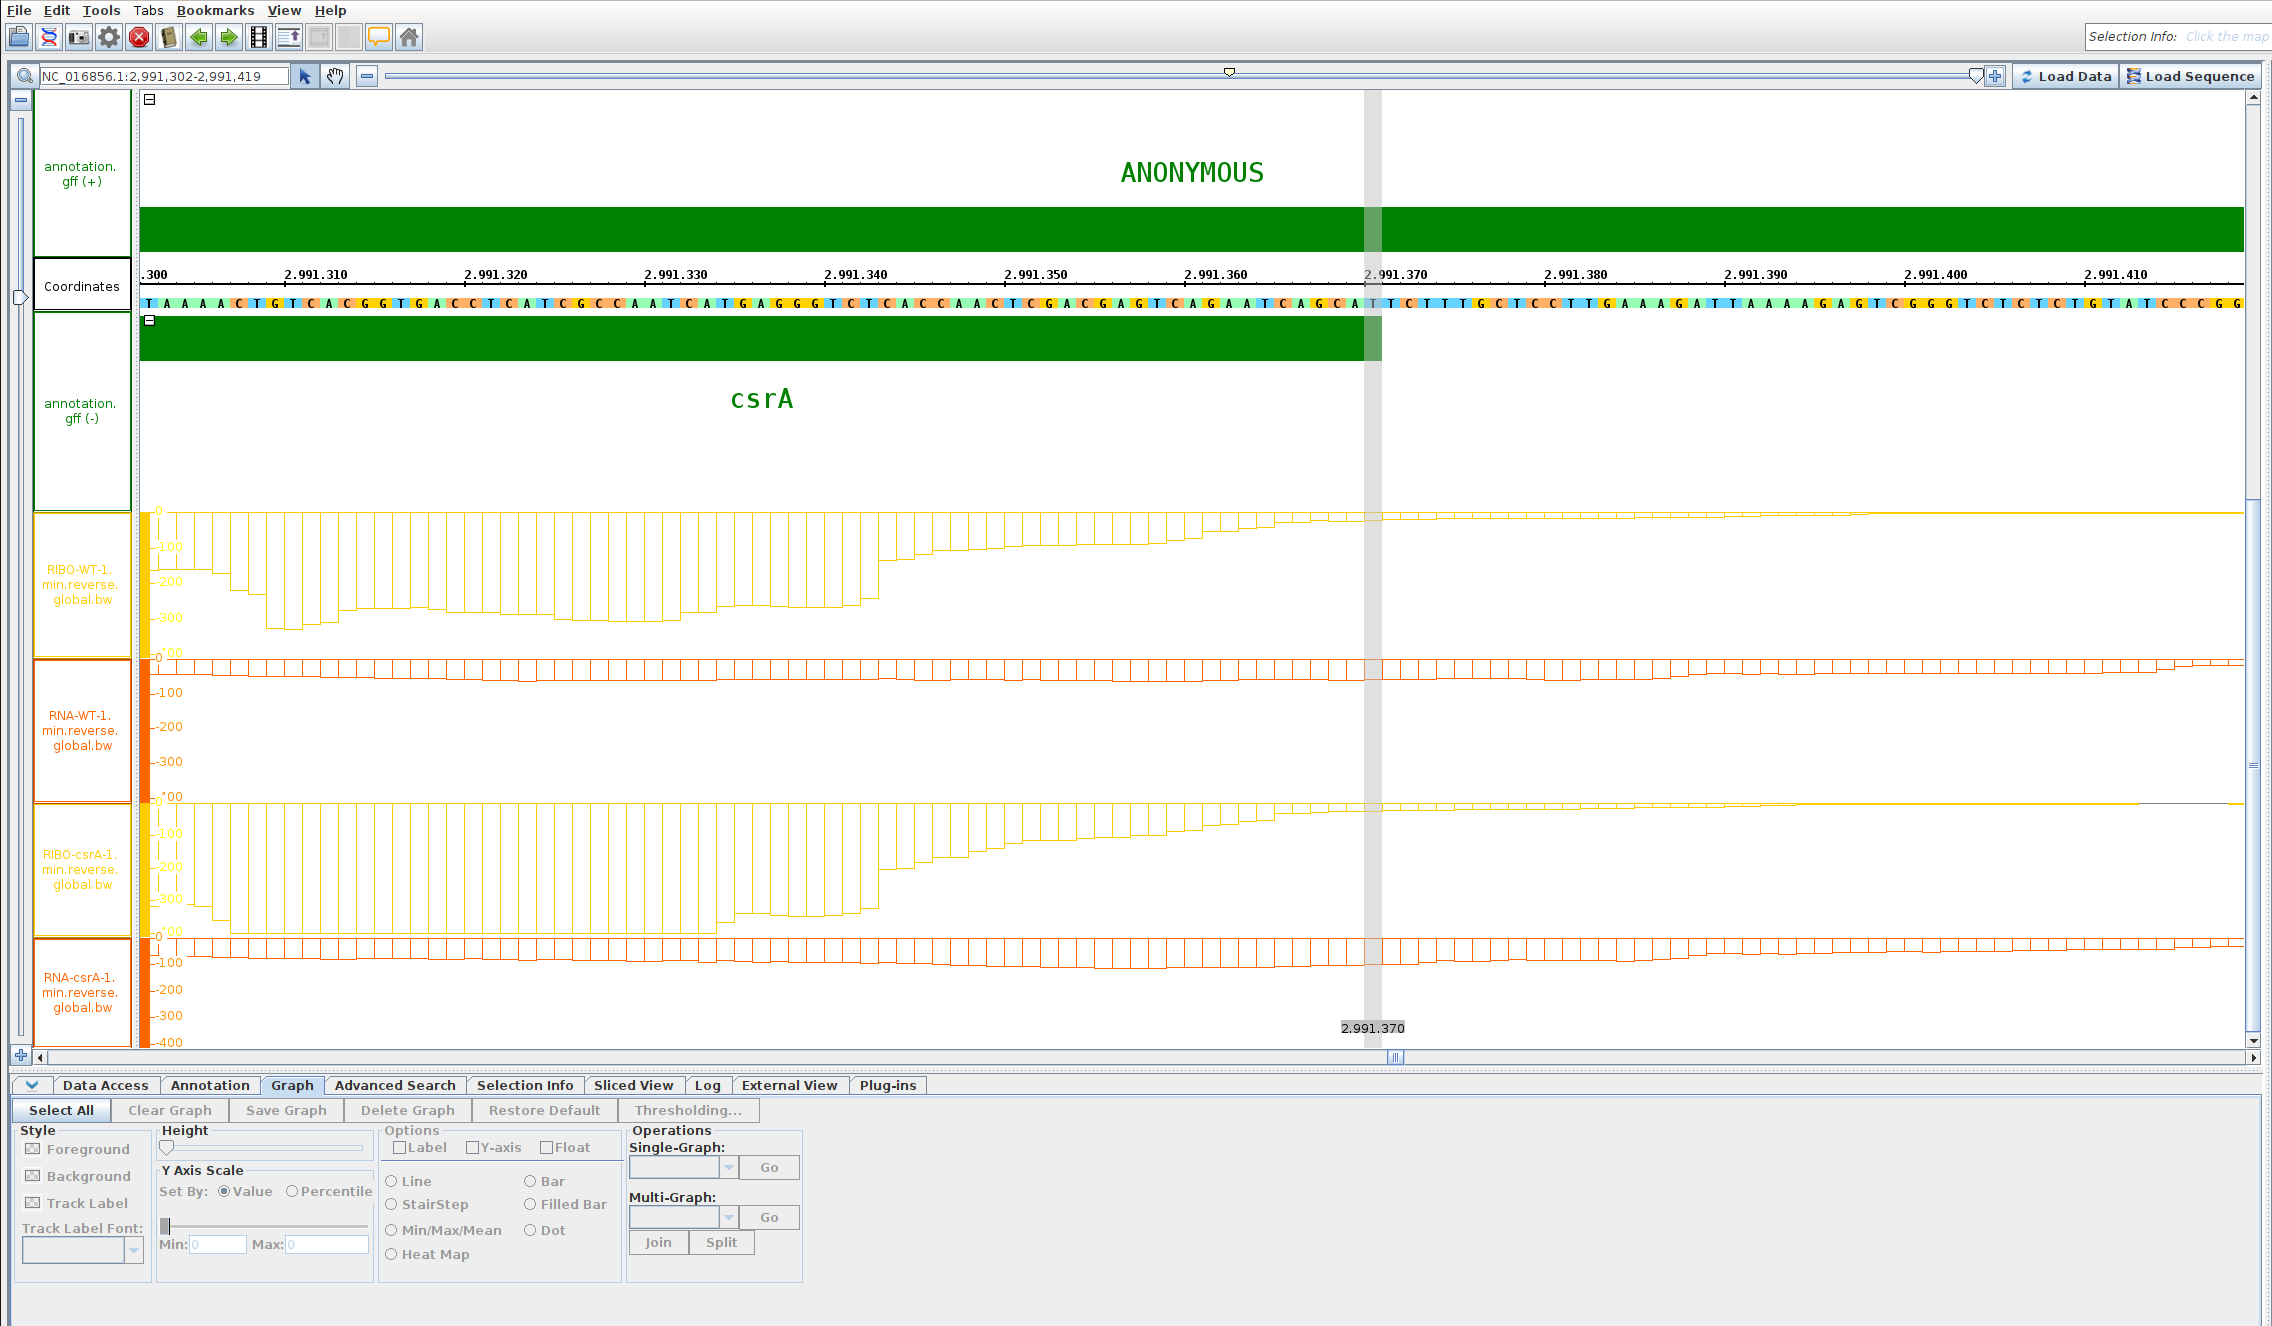 File Edit Tools Tabs Bookmarks View Help
Selection Info: Click the map
NC_016856.1:2,991,302-2,991,419
Load Data
Load Sequence
annotation.
gff (+)
ANONYMOUS
Coordinates
.300 2.991.310 2.991.320 2.991.330 2.991.340 2.991.350 2.991.360 2.991.370 2.991.380 2.991.390 2.991.400 2.991.410
T A A A A C T G T C A C G G T G A C C T C A T C G C C A A T C A T G A G G G T C T C A C C A A C T C G A C G A G T C A G A A T C A G C A T T C T T T G C T C C T T G A A A G A T T A A A A G A G T C G G G T C T C T C T G T A T C C C G G
annotation.
gff (-)
csrA
RIBO-WT-1.
min.reverse.
global.bw
0
-100
-200
-300
RNA-WT-1.
min.reverse.
global.bw
0
-100
-200
-300
RIBO-csrA-1.
min.reverse.
global.bw
-100
-200
-300
RNA-csrA-1.
min.reverse.
global.bw
0
-100
-200
-300
-400
2.991.370
Data Access Annotation Graph Advanced Search Selection Info Sliced View Log External View Plug-ins
Select All Clear Graph Save Graph Delete Graph Restore Default Thresholding...
Style
Foreground
Background
Track Label
Track Label Font:
Height
Y Axis Scale
Set By: Value Percentile
Min: 0 Max: 0
Options
Label Y-axis Float
Line Bar
StairStep Filled Bar
Min/Max/Mean Dot
Heat Map
Operations
Single-Graph:
Go
Multi-Graph:
Go
Join Split